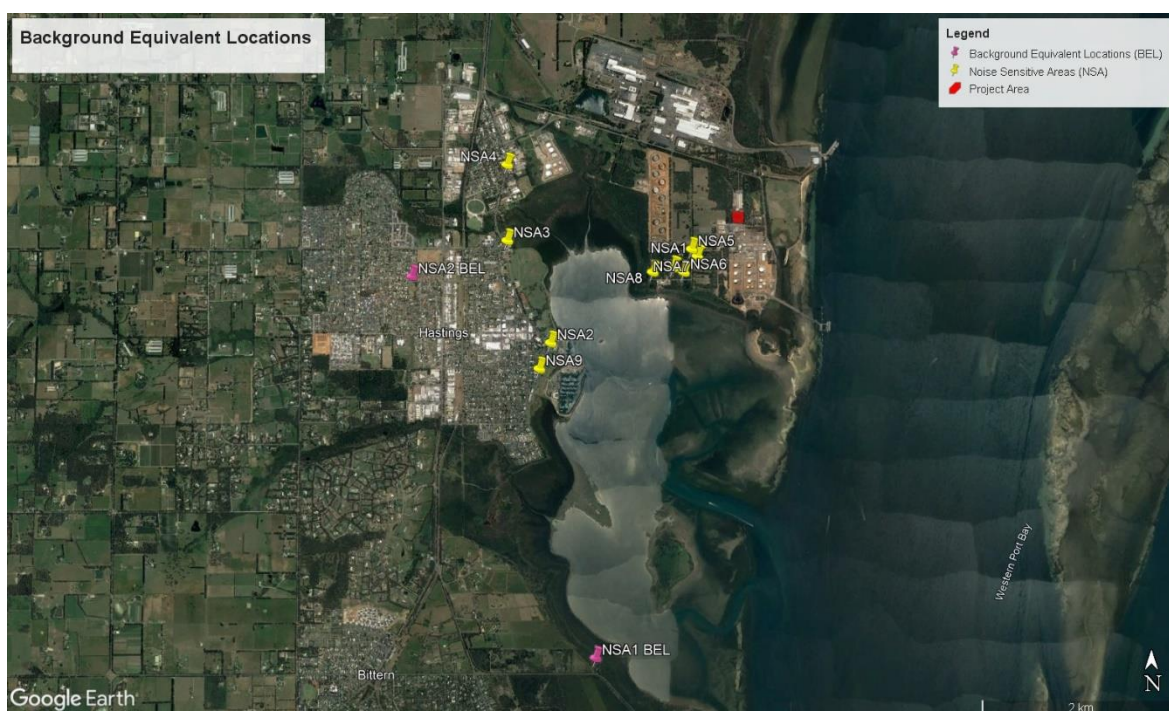 Background Equivalent Locations
Legend
Background Equivalent Locations (BEL)
Noise Sensitive Areas (NSA)
Project Area
NSA4
NSA3
NSA2 BEL
NSA1
NSA5
NSA8
NSA7
NSA6
Hastings
NSA2
NSA9
Western Port Bay
NSA1 BEL
Bittern
Google Earth
N
2 km